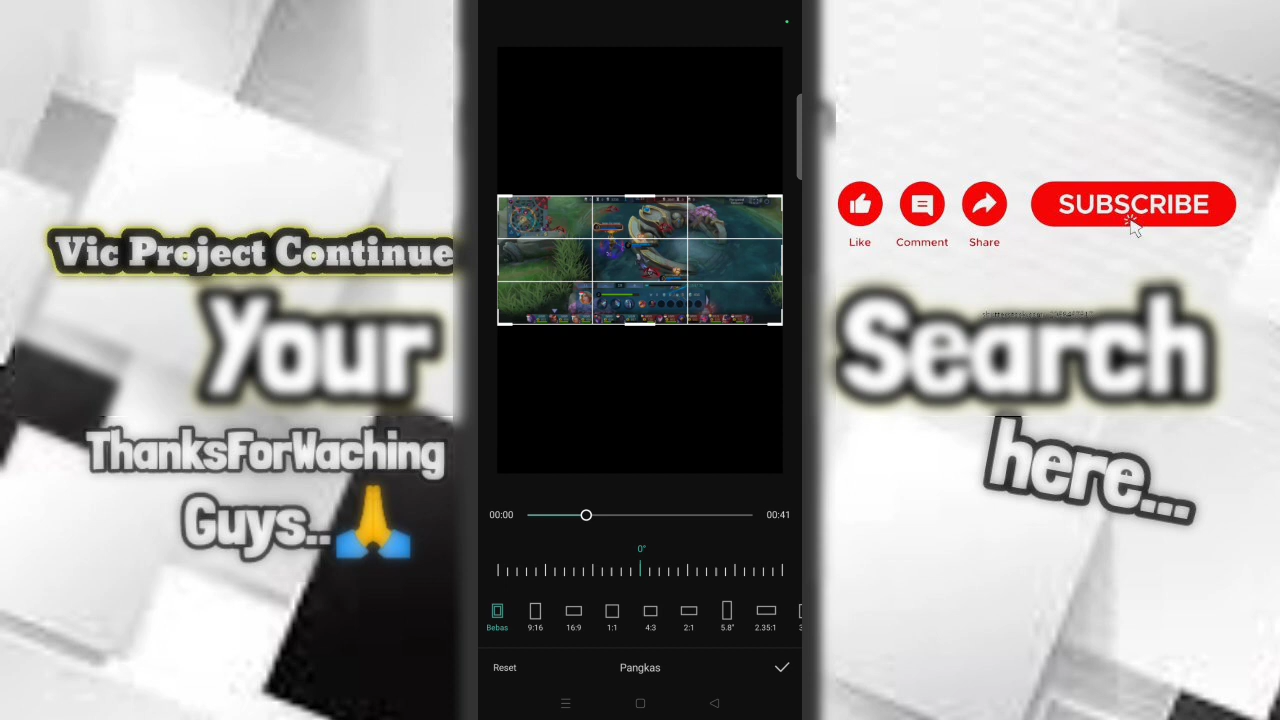 Vic Project Continue
Your
ThanksForWaching
Guys..🙏
00:00
00:41
0°
Bebas
9:16
16:9
1:1
4:3
2:1
5.8"
2.35:1
Reset
Pangkas
SUBSCRIBE
Like
Comment
Share
Search
here...